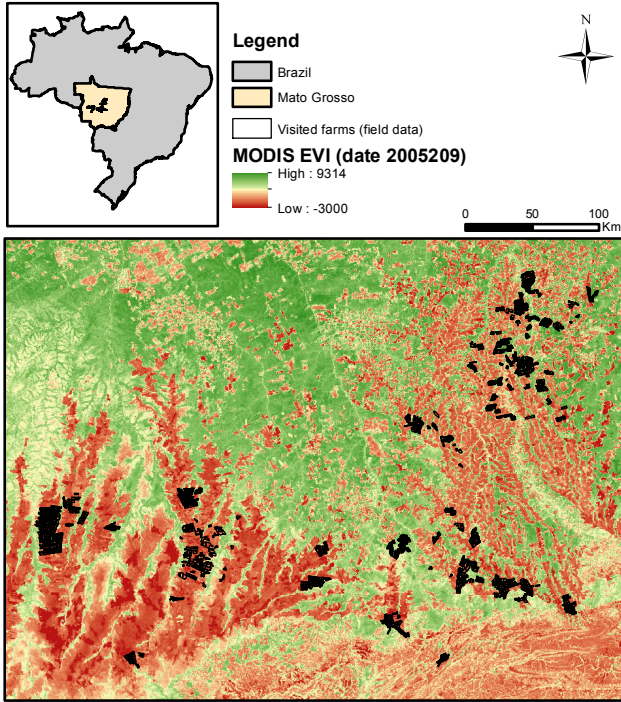 N
Legend
Brazil
Mato Grosso
Visited farms (field data)
MODIS EVI (date 2005209)
High : 9314
Low : -3000
0 50 100
Km